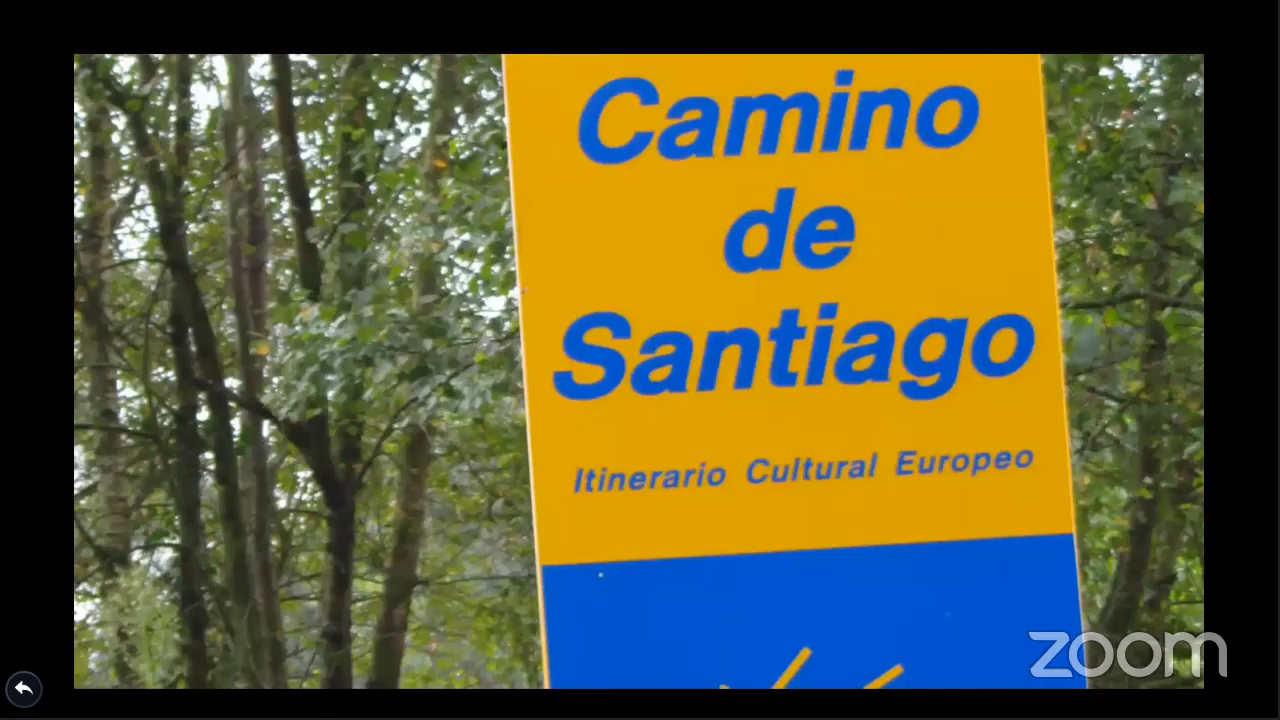 Camino
de
Santiago
Itinerario Cultural Europeo
zoom